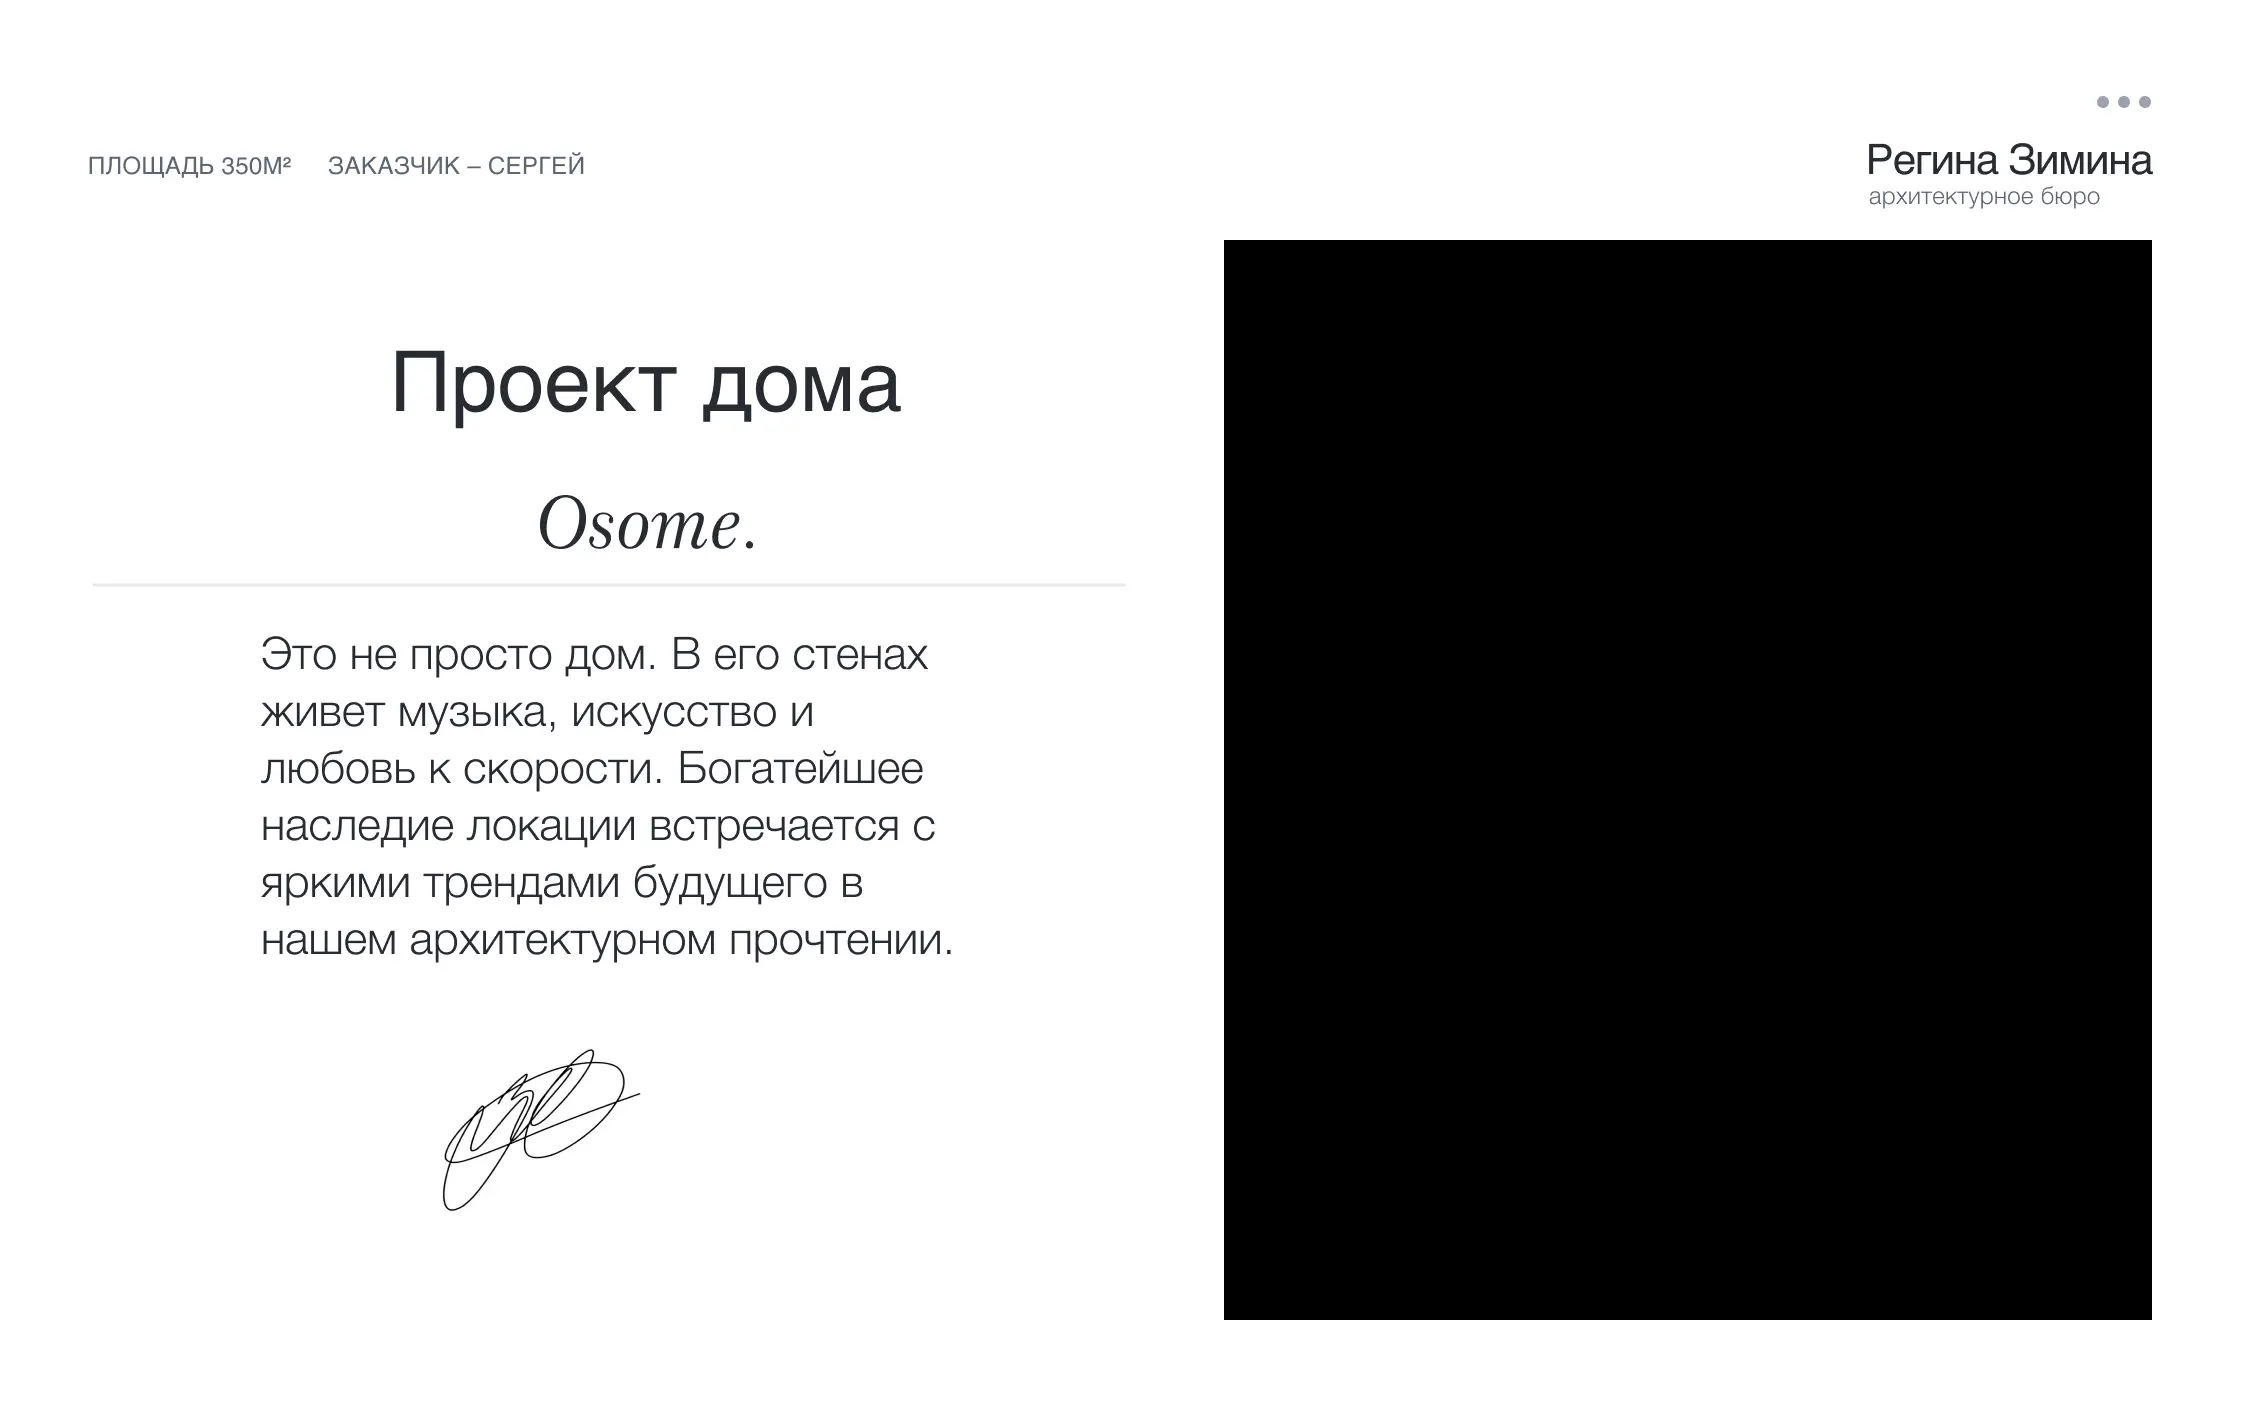 ПЛОЩАДЬ 350М² ЗАКАЗЧИК – СЕРГЕЙ
Регина Зимина
архитектурное бюро
Проект дома
Osome.
Это не просто дом. В его стенах
живет музыка, искусство и
любовь к скорости. Богатейшее
наследие локации встречается с
яркими трендами будущего в
нашем архитектурном прочтении.